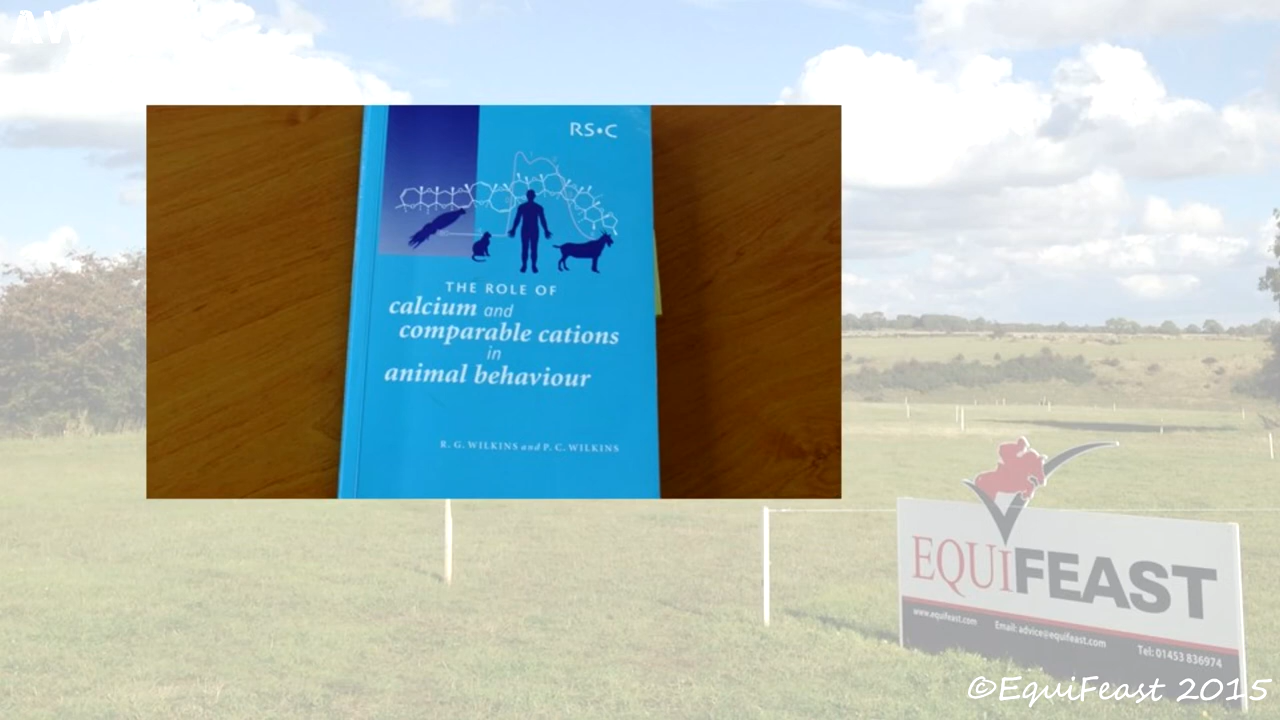 RS•C
THE ROLE OF
calcium and
comparable cations
in
animal behaviour
R. G. WILKINS and P. C. WILKINS
EQUIFEAST
www.equifeast.com Email: advice@equifeast.com Tel: 01453 836974
©EquiFeast 2015